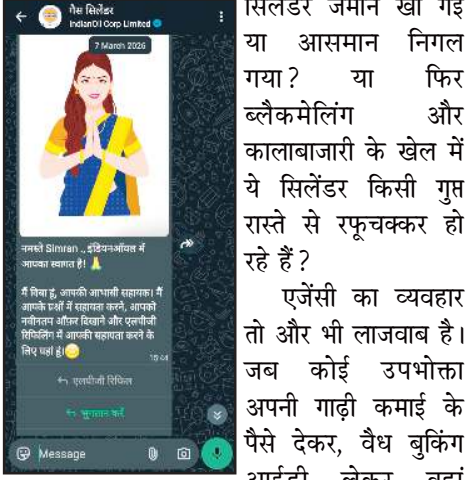 गैस सिलेंडर
IndianOil Corp Limited
7 March 2026
नमस्ते Simran ., इंडियनऑयल में
आपका स्वागत है! 🙏
मैं विधा हूं, आपकी आभासी सहायक। मैं
आपके प्रश्नों में सहायता करने, आपको
नवीनतम ऑफ़र दिखाने और एलपीजी
रिफिलिंग में आपकी सहायता करने के
लिए यहां हूं!😊
एलपीजी रिफिल
भुगतान करें
Message
सिलेंडर जमीन खा गई
या आसमान निगल
गया? या फिर
ब्लैकमेलिंग और
कालाबाजारी के खेल में
ये सिलेंडर किसी गुप्त
रास्ते से रफूचक्कर हो
रहे हैं?
एजेंसी का व्यवहार
तो और भी लाजवाब है।
जब कोई उपभोक्ता
अपनी गाढ़ी कमाई के
पैसे देकर, वैध बुकिंग
आईडी लेकर वहां